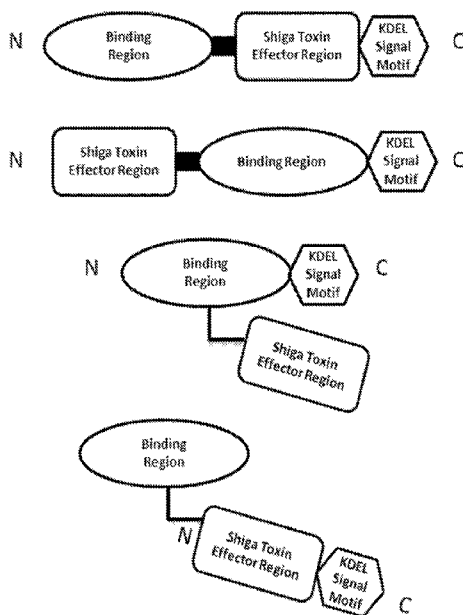 N
Binding
Region
Shiga Toxin
Effector Region
KDEL
Signal
Motif
C
N
Shiga Toxin
Effector Region
Binding Region
KDEL
Signal
Motif
C
N
Binding
Region
KDEL
Signal
Motif
C
Shiga Toxin
Effector Region
Binding
Region
N
Shiga Toxin
Effector Region
KDEL
Signal
Motif
C